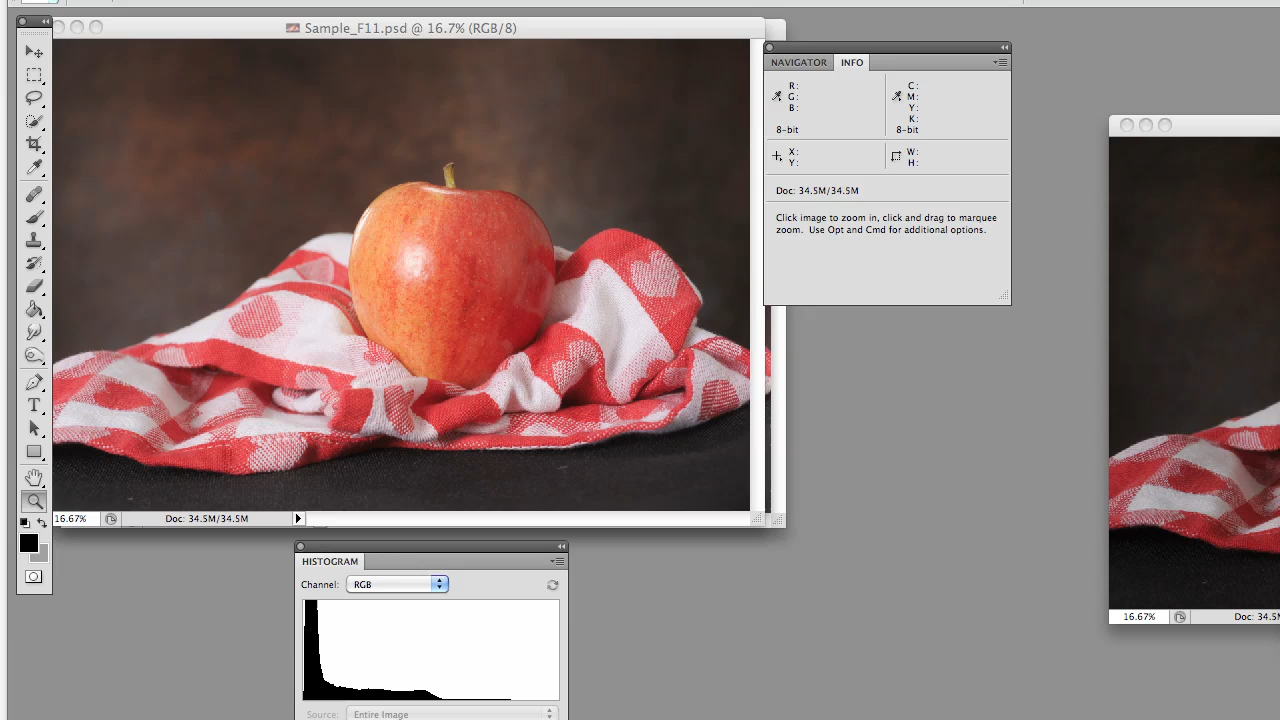 Sample_F11.psd @ 16.7% (RGB/8)
NAVIGATOR INFO
R: C:
G: M:
B: Y:
K:
8-bit 8-bit
X: W:
Y: H:
Doc: 34.5M/34.5M
Click image to zoom in, click and drag to marquee
zoom. Use Opt and Cmd for additional options.
T
16.67% Doc: 34.5M/34.5M
HISTOGRAM
Channel: RGB
Source: Entire Image
16.67% Doc: 34.5M